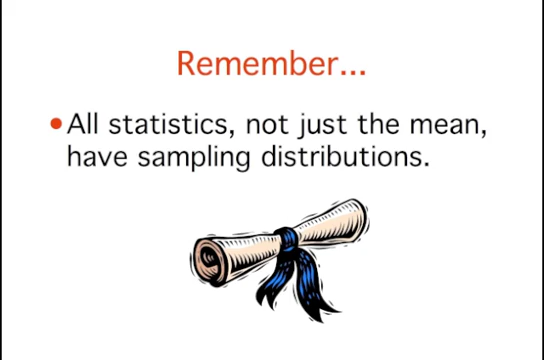 Remember...
•All statistics, not just the mean,
have sampling distributions.